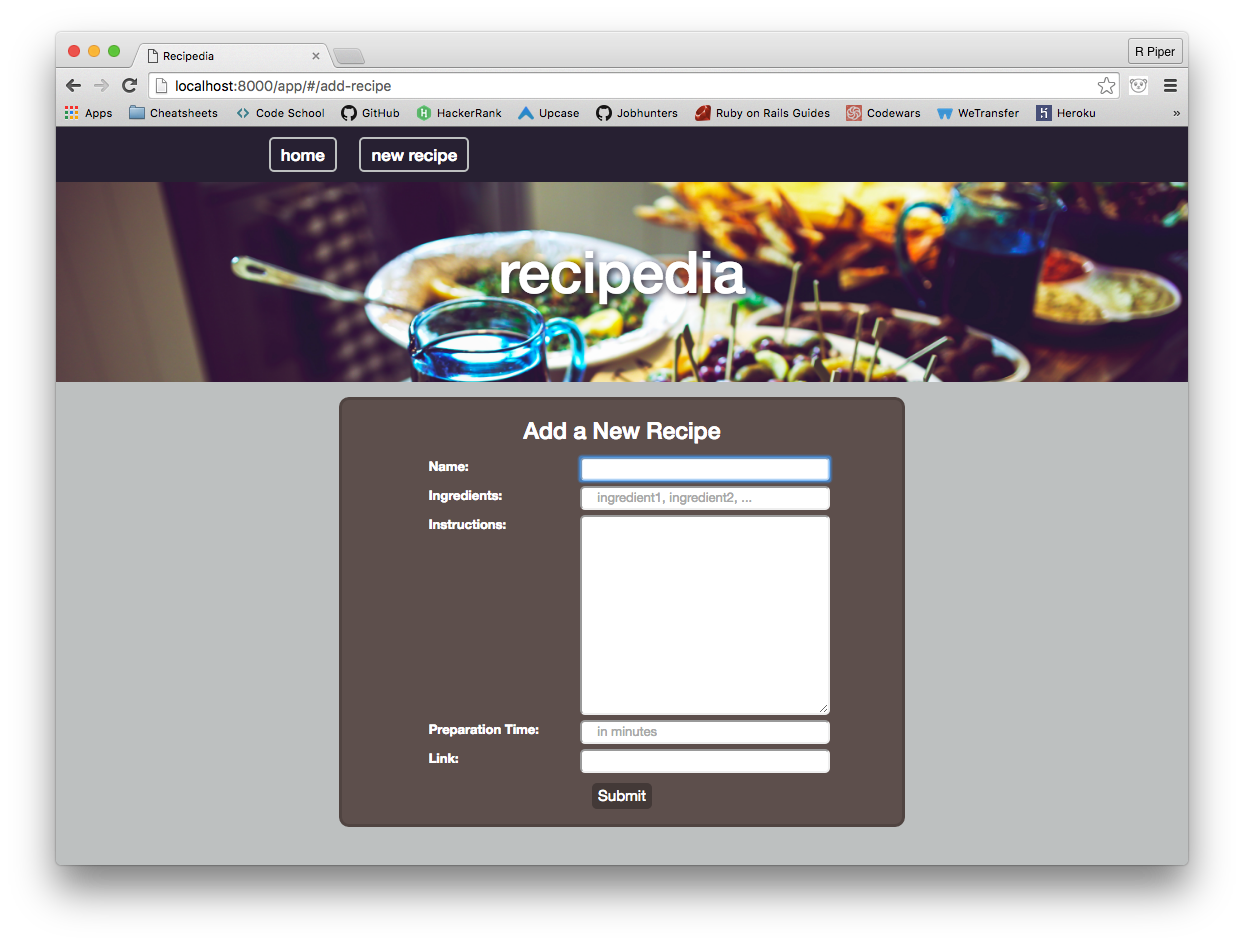 Recipedia
R Piper
localhost:8000/app/#/add-recipe
Apps Cheatsheets Code School GitHub HackerRank Upcase Jobhunters Ruby on Rails Guides Codewars WeTransfer Heroku »
home new recipe
recipedia
Add a New Recipe
Name:
Ingredients: ingredient1, ingredient2, ...
Instructions:
Preparation Time: in minutes
Link:
Submit